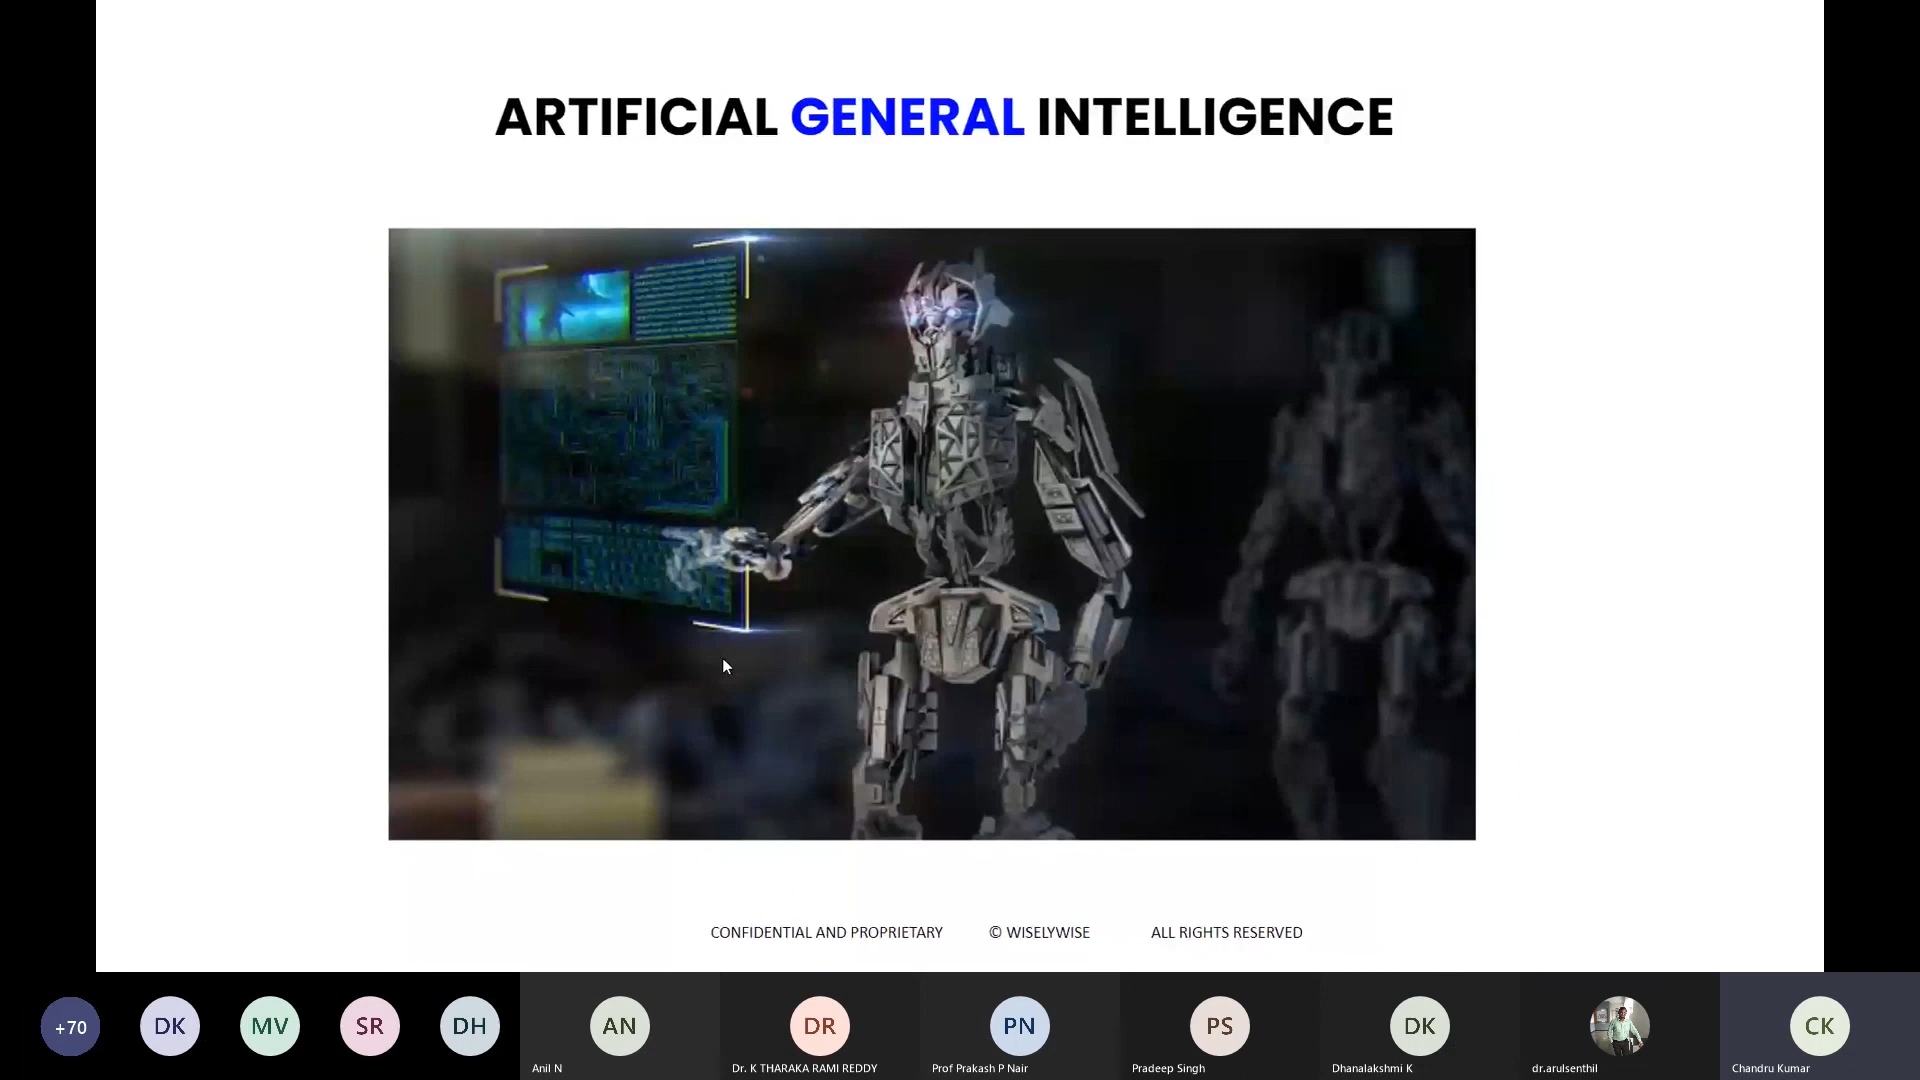 ARTIFICIAL GENERAL INTELLIGENCE
CONFIDENTIAL AND PROPRIETARY © WISELYWISE ALL RIGHTS RESERVED
+70 DK MV SR DH AN DR PN PS DK CK
Anil N Dr. K THARAKA RAMI REDDY Prof Prakash P Nair Pradeep Singh Dhanalakshmi K dr.arulsenthil Chandru Kumar